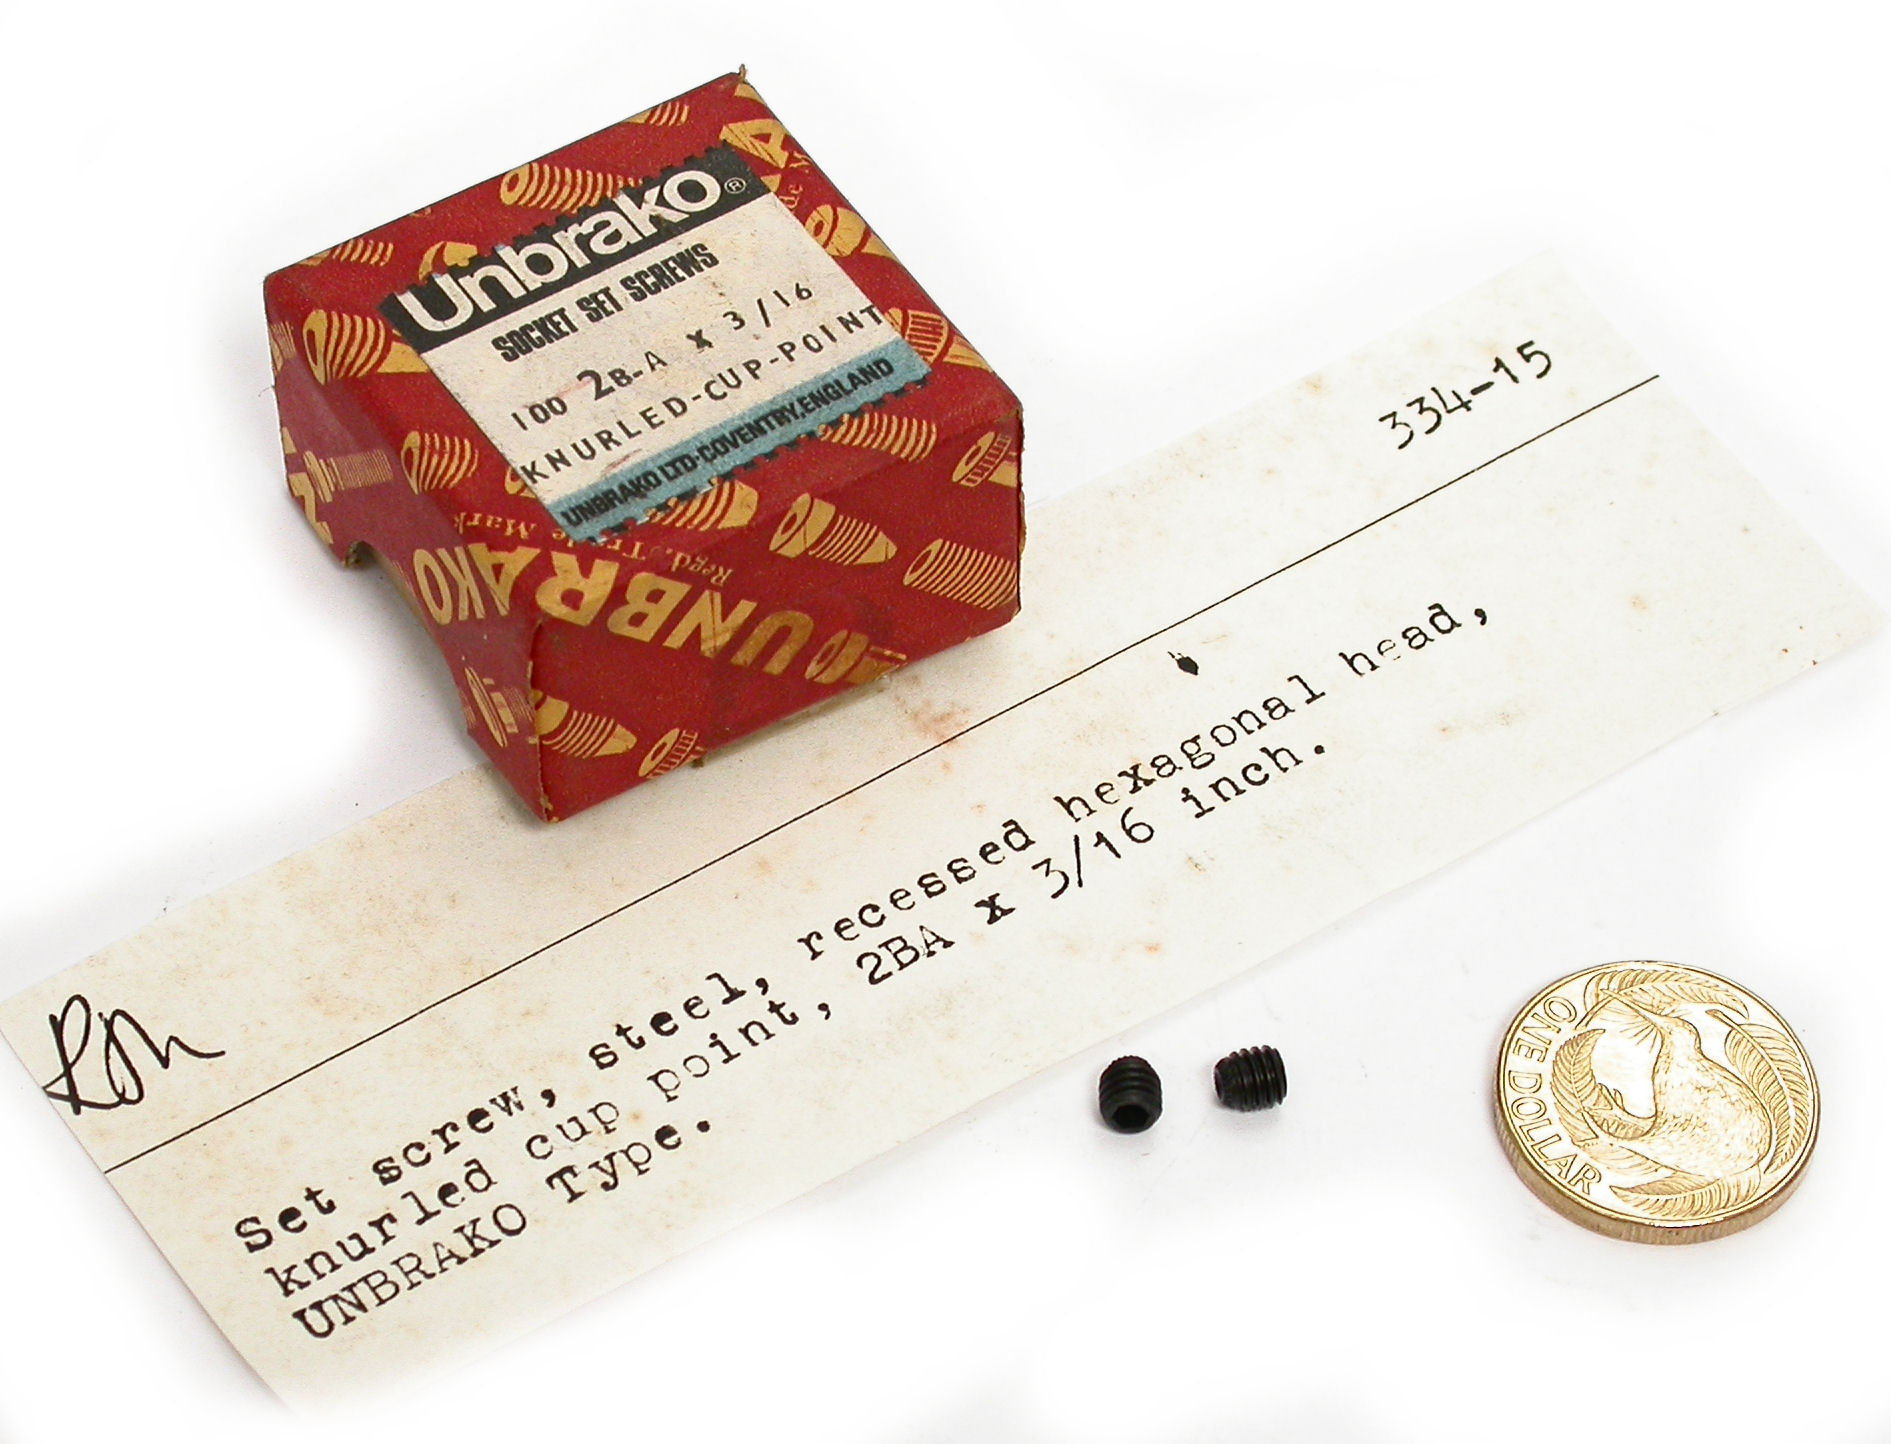 Unbrako®
SOCKET SET SCREWS
100 2B-A x 3/16
KNURLED-CUP-POINT
UNBRAKO LTD·COVENTRY, ENGLAND
UNBRAKO
Regd. Trade Mark
334-15
Set screw, steel, recessed hexagonal head,
knurled cup point, 2BA x 3/16 inch.
UNBRAKO Type.
ONE DOLLAR